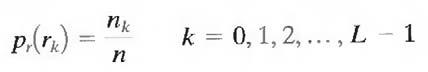 p_r(r_k) = n_k / n    k = 0, 1, 2, ..., L - 1